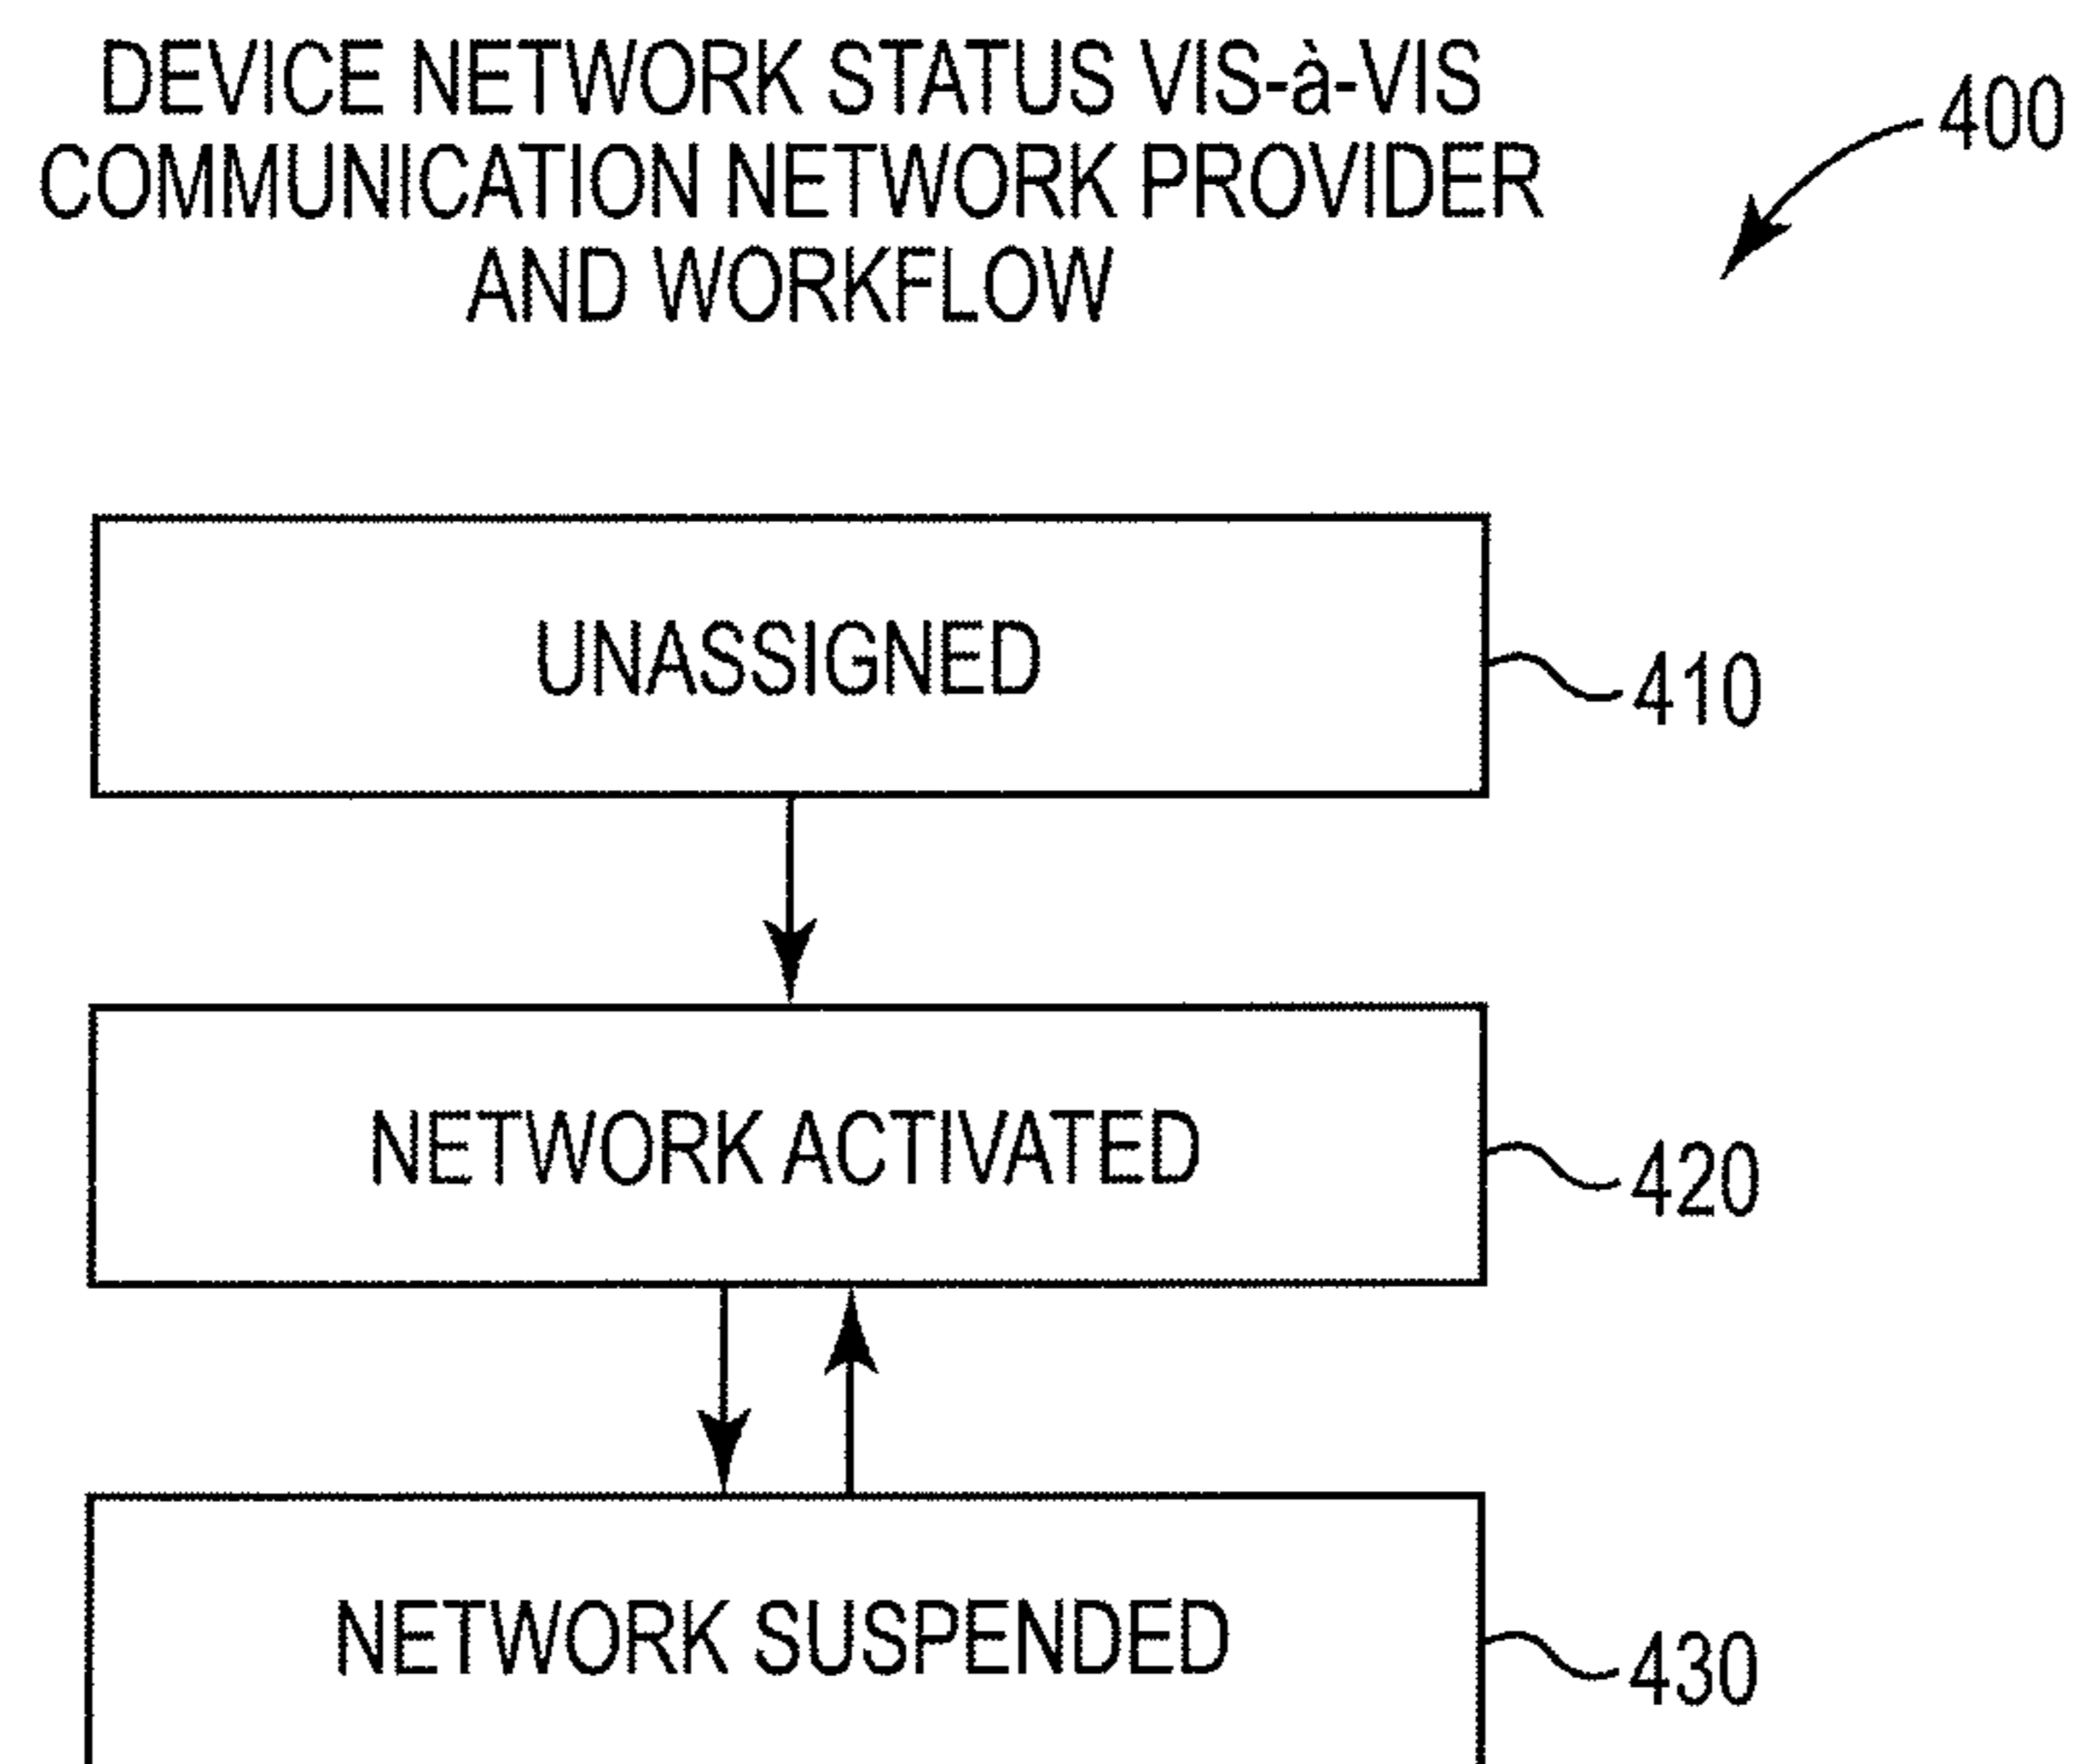 DEVICE NETWORK STATUS VIS-à-VIS
COMMUNICATION NETWORK PROVIDER
AND WORKFLOW
400
UNASSIGNED
410
NETWORK ACTIVATED
420
NETWORK SUSPENDED
430